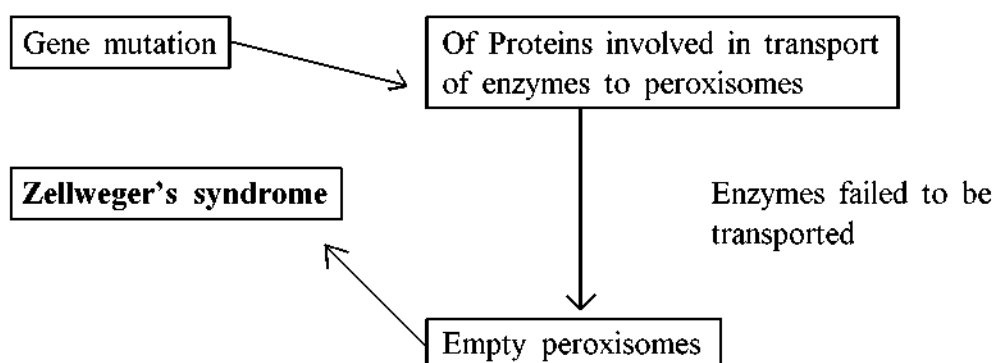 Gene mutation
Of Proteins involved in transport
of enzymes to peroxisomes
Zellweger's syndrome
Enzymes failed to be
transported
Empty peroxisomes